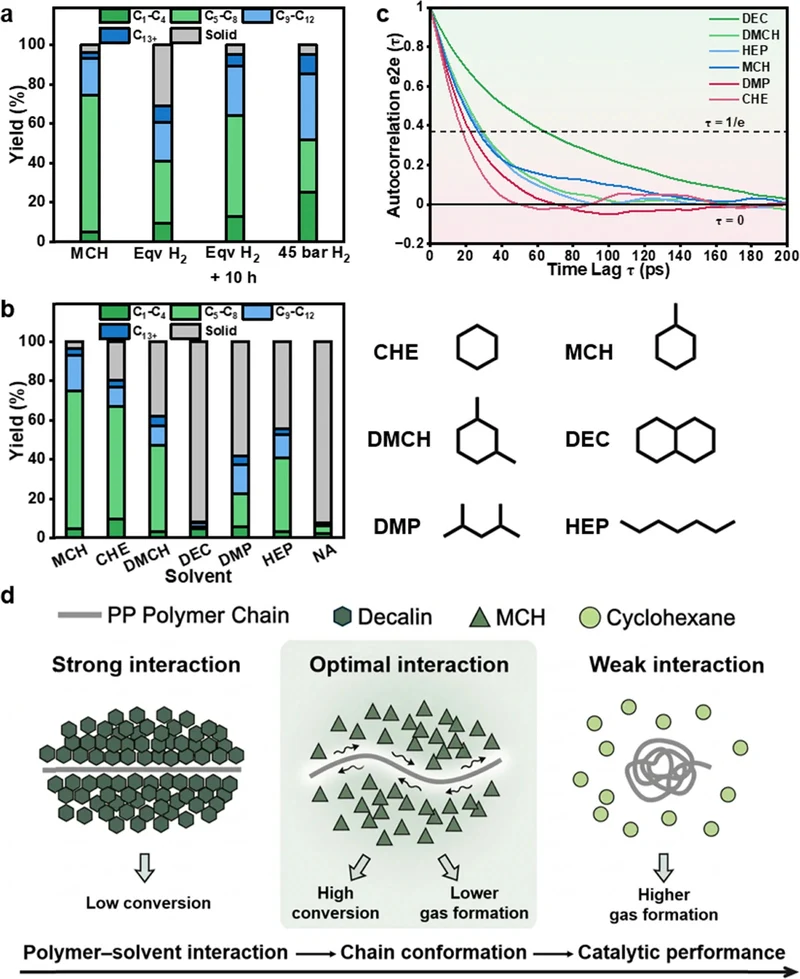 a
C₁-C₄
C₅-C₈
C₉-C₁₂
C₁₃₊
Solid
Yield (%)
100
80
60
40
20
0
MCH
Eqv H₂
Eqv H₂
+ 10 h
45 bar H₂
c
Autocorrelation e2e (τ)
1
0.8
0.6
0.4
0.2
0
−0.2
DEC
DMCH
HEP
MCH
DMP
CHE
τ = 1/e
τ = 0
0 20 40 60 80 100 120 140 160 180 200
Time Lag τ (ps)
b
C₁-C₄
C₅-C₈
C₉-C₁₂
C₁₃₊
Solid
Yield (%)
100
80
60
40
20
0
MCH
CHE
DMCH
DEC
DMP
HEP
NA
Solvent
CHE
MCH
DMCH
DEC
DMP
HEP
d
PP Polymer Chain
Decalin
MCH
Cyclohexane
Strong interaction
Optimal interaction
Weak interaction
Low conversion
High
conversion
Lower
gas formation
Higher
gas formation
Polymer–solvent interaction
Chain conformation
Catalytic performance